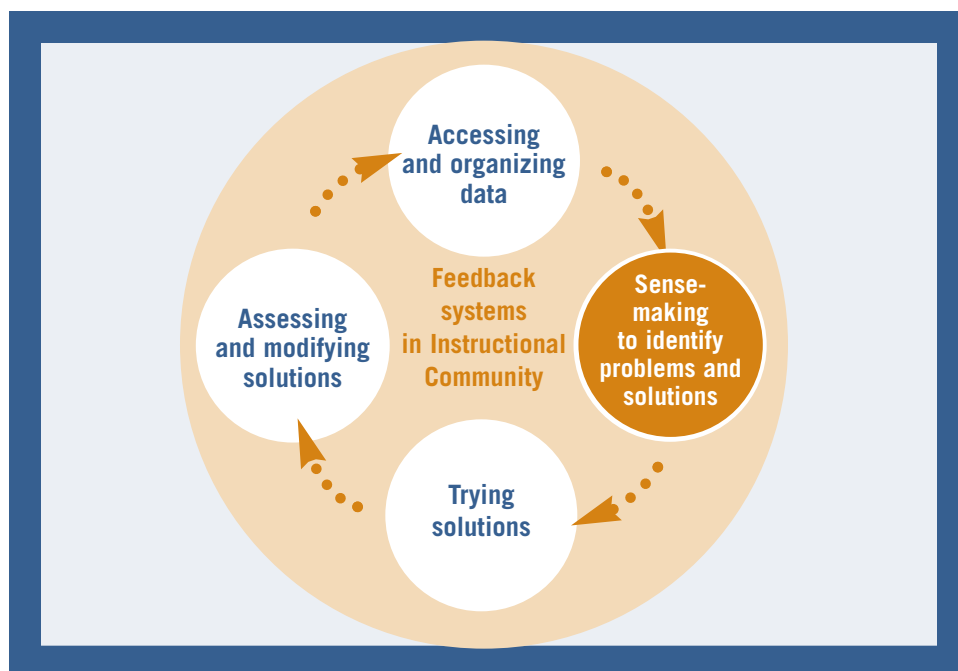 Accessing
and organizing
data
Sense-
making
to identify
problems and
solutions
Trying
solutions
Assessing
and modifying
solutions
Feedback
systems
in Instructional
Community